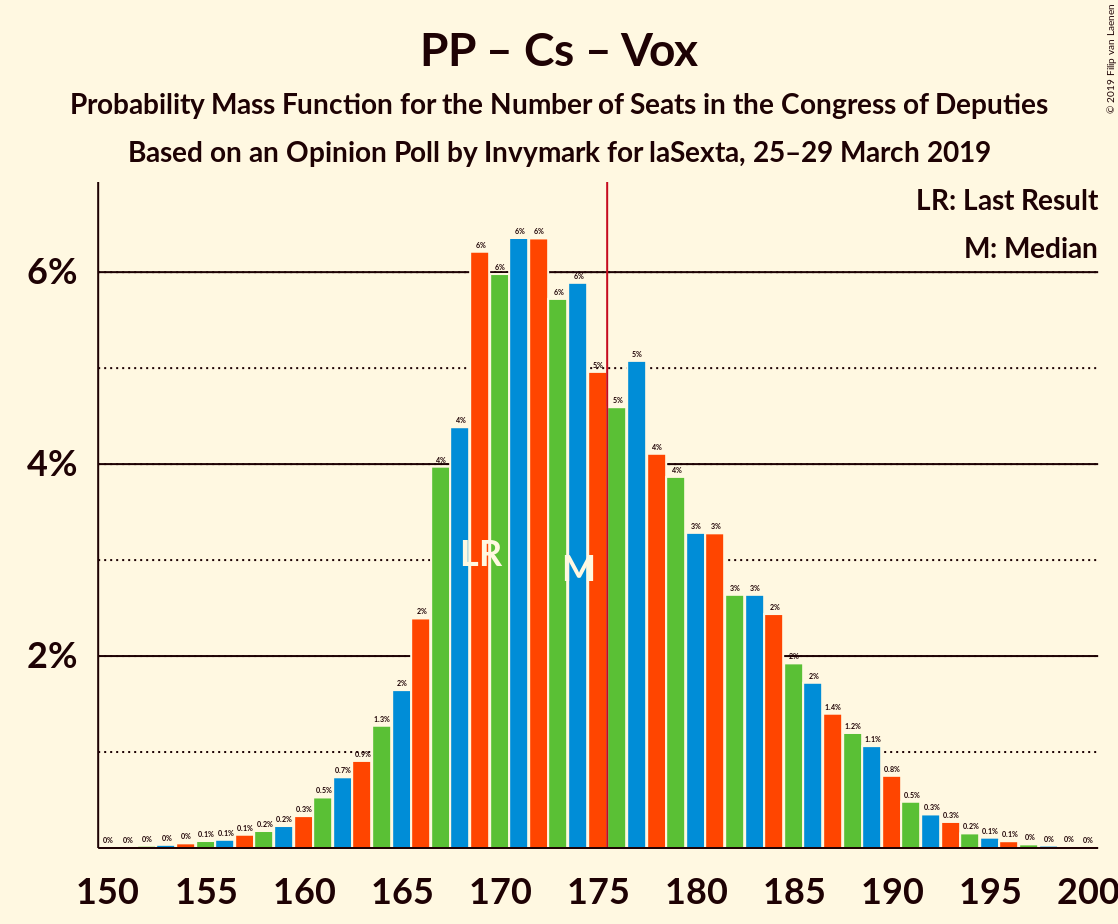 PP – Cs – Vox
Probability Mass Function for the Number of Seats in the Congress of Deputies
Based on an Opinion Poll by Invymark for laSexta, 25–29 March 2019
© 2019 Filip van Laenen
LR: Last Result
M: Median
6%
4%
2%
0% 0% 0% 0% 0% 0.1% 0.1% 0.1% 0.2% 0.2% 0.3% 0.5% 0.7% 0.9% 1.3% 2% 2% 4% 4% 6% 6% 6% 6% 6% 6% 5% 5% 5% 4% 4% 3% 3% 3% 3% 2% 2% 2% 1.4% 1.2% 1.1% 0.8% 0.5% 0.3% 0.3% 0.2% 0.1% 0.1% 0% 0% 0% 0%
LR
M
150 155 160 165 170 175 180 185 190 195 200